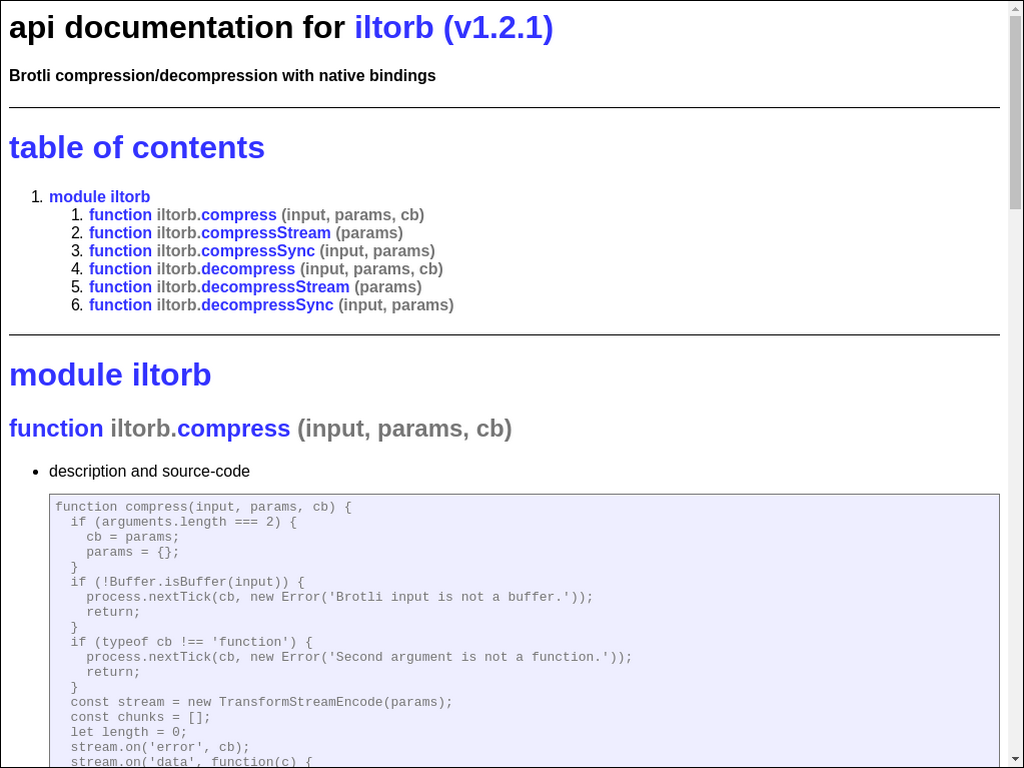 api documentation for iltorb (v1.2.1)
Brotli compression/decompression with native bindings
table of contents
1. module iltorb
1. function iltorb.compress (input, params, cb)
2. function iltorb.compressStream (params)
3. function iltorb.compressSync (input, params)
4. function iltorb.decompress (input, params, cb)
5. function iltorb.decompressStream (params)
6. function iltorb.decompressSync (input, params)
module iltorb
function iltorb.compress (input, params, cb)
• description and source-code
function compress(input, params, cb) {
  if (arguments.length === 2) {
    cb = params;
    params = {};
  }
  if (!Buffer.isBuffer(input)) {
    process.nextTick(cb, new Error('Brotli input is not a buffer.'));
    return;
  }
  if (typeof cb !== 'function') {
    process.nextTick(cb, new Error('Second argument is not a function.'));
    return;
  }
  const stream = new TransformStreamEncode(params);
  const chunks = [];
  let length = 0;
  stream.on('error', cb);
  stream.on('data', function(c) {